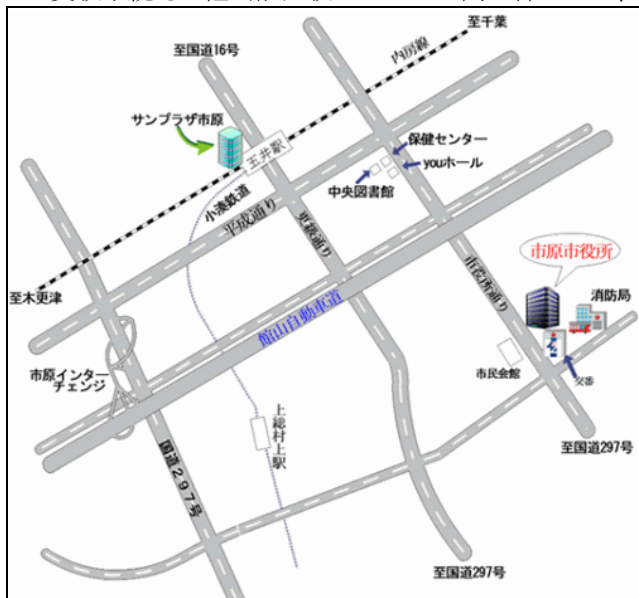 至千葉
至国道16号
内房線
サンプラザ市原
五井駅
保健センター
youホール
中央図書館
小湊鉄道
平成通り
更級通り
市役所通り
市原市役所
消防局
至木更津
館山自動車道
市原インター
チェンジ
市民会館
交番
上総村上駅
国道297号
至国道297号
至国道297号